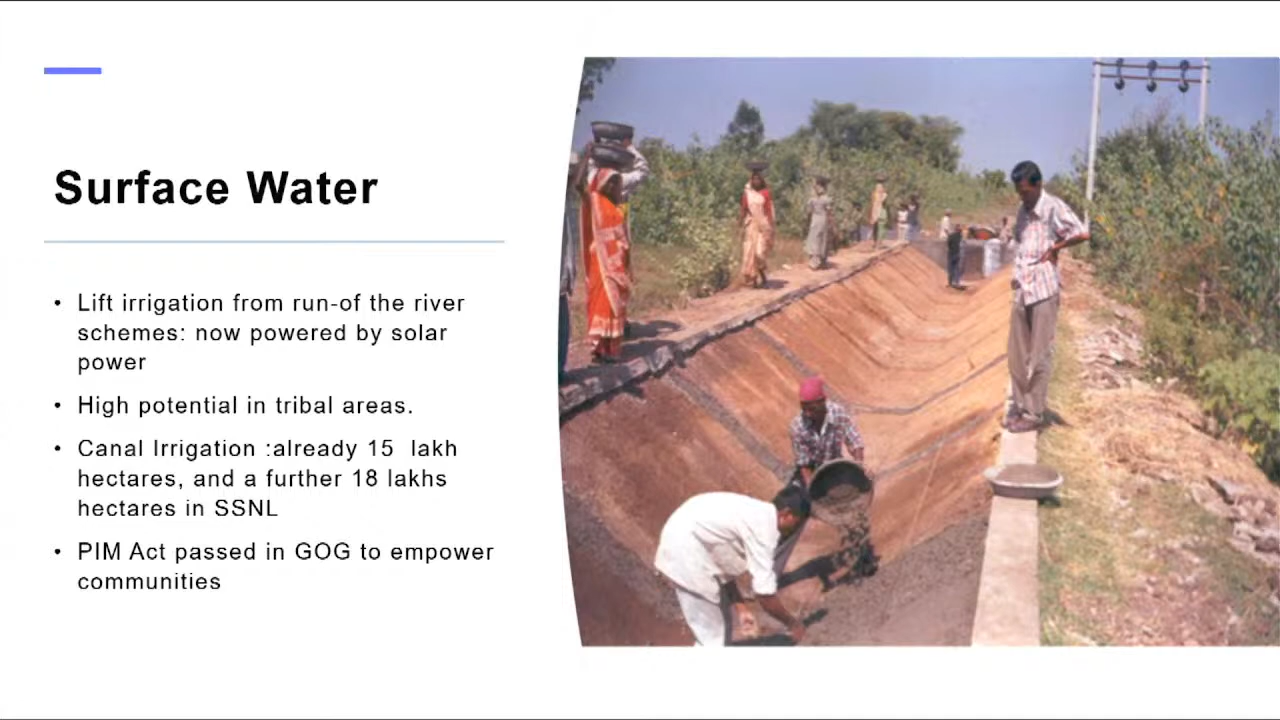 Surface Water
• Lift irrigation from run-of the river
schemes: now powered by solar
power
• High potential in tribal areas.
• Canal Irrigation :already 15 lakh
hectares, and a further 18 lakhs
hectares in SSNL
• PIM Act passed in GOG to empower
communities